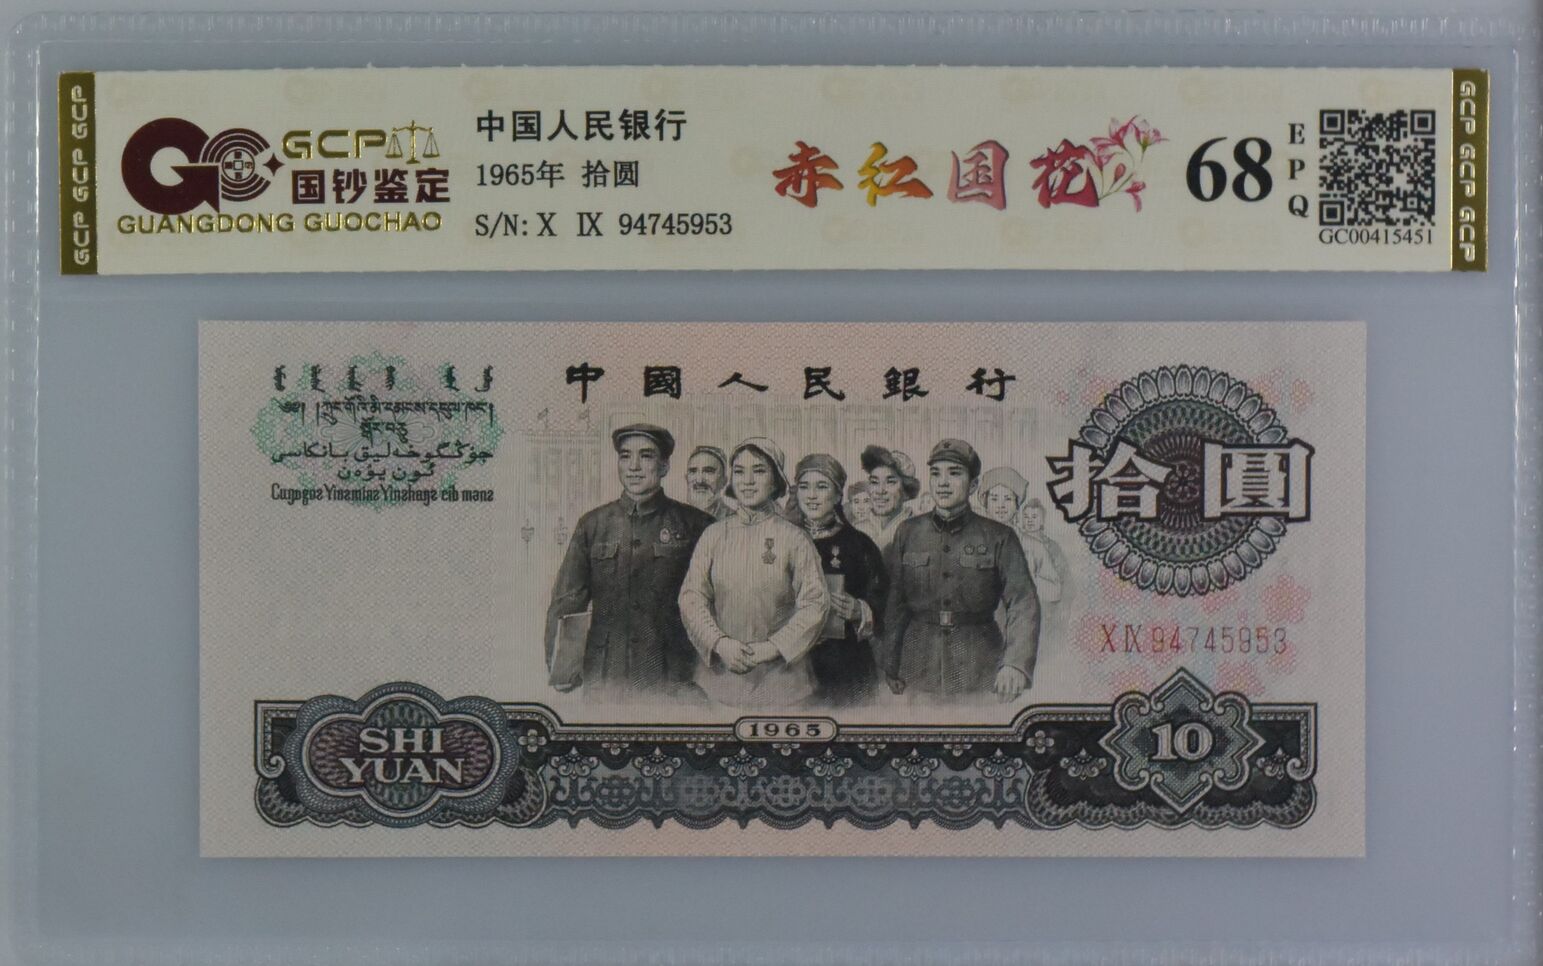 GCP GCP GCP
GCP
国钞鉴定
GUANGDONG GUOCHAO
中国人民银行
1965年 拾圆
S/N: X IX 94745953
赤红国花
68
EPQ
GC00415451
GCP GCP GCP
中國人民銀行
拾圓
XIX94745953
1965
SHI
YUAN
10